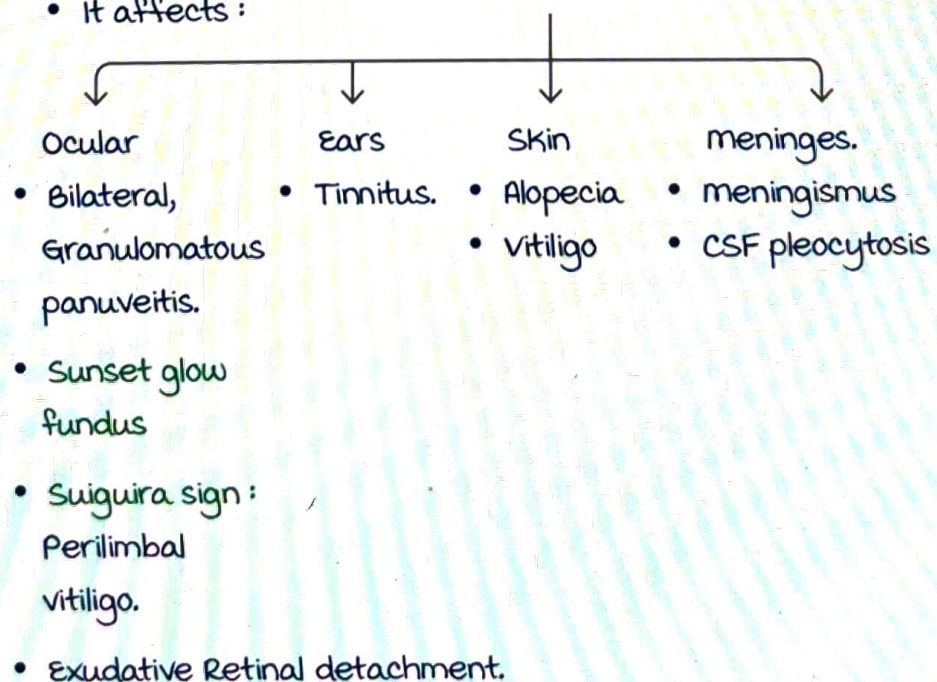 • It affects :
Ocular
• Bilateral,
Granulomatous
panuveitis.
• Sunset glow
fundus
• Suiguira sign :
Perilimbal
vitiligo.
• Exudative Retinal detachment.
Ears
• Tinnitus.
Skin
• Alopecia
• Vitiligo
meninges.
• meningismus
• CSF pleocytosis